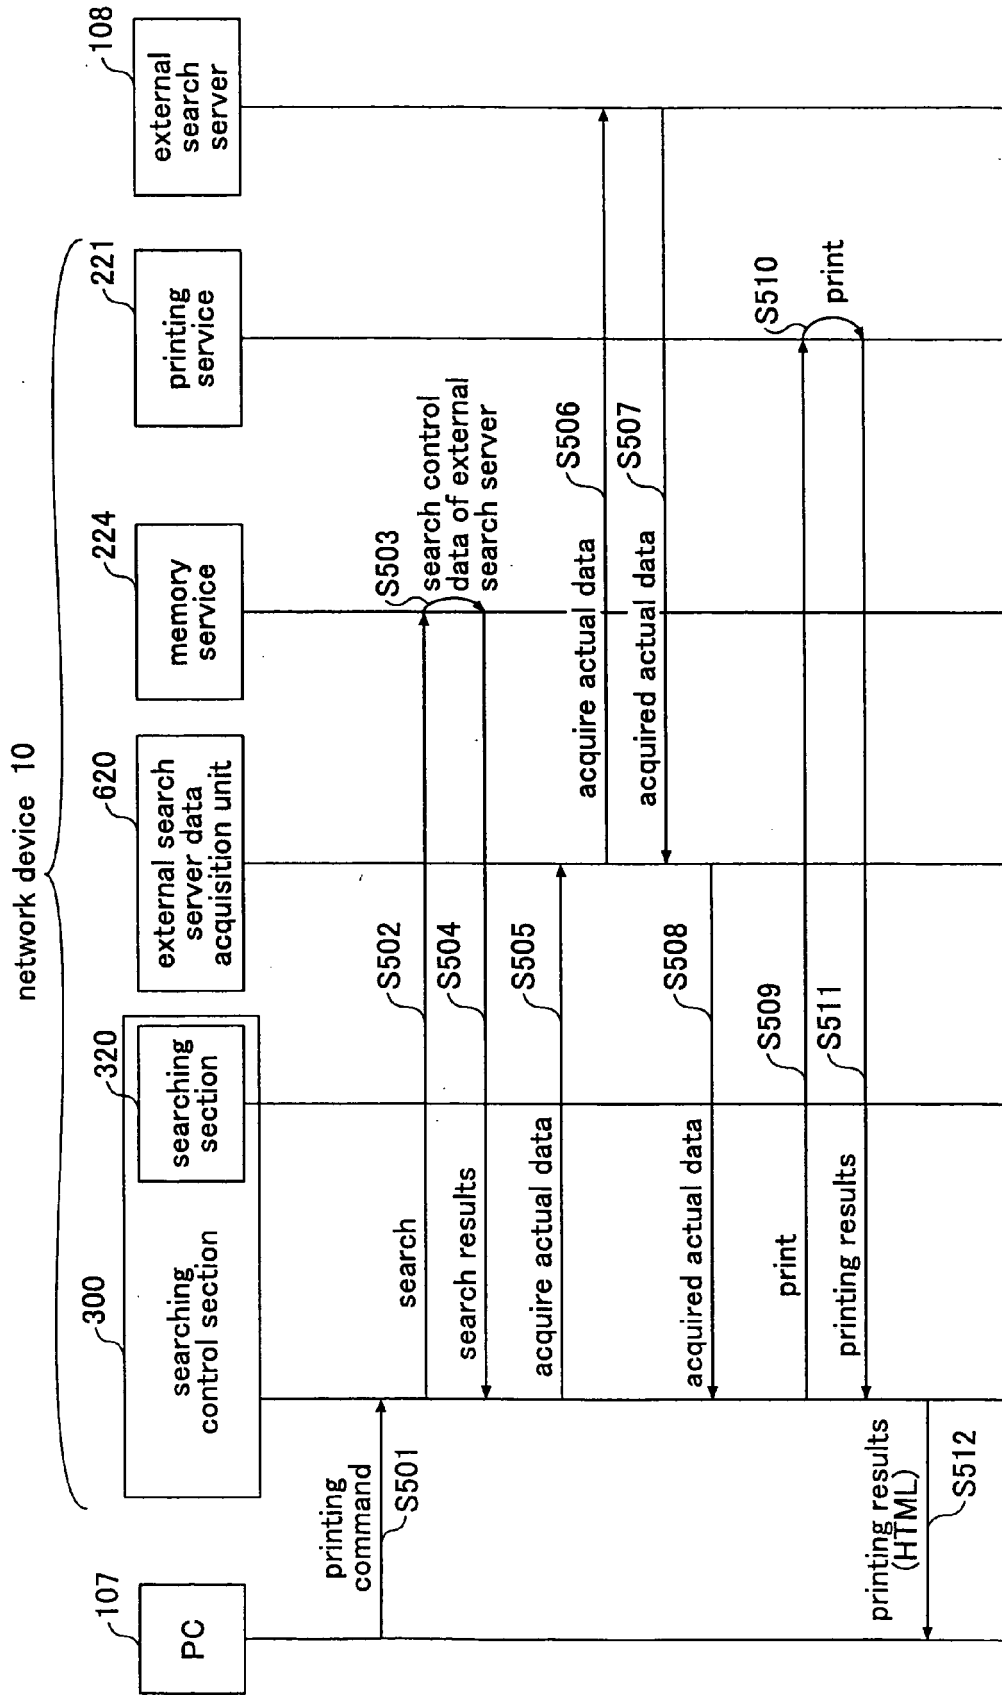 network device 10
107
PC
300
searching
control section
320
searching
section
620
external search
server data
acquisition unit
224
memory
service
221
printing
service
108
external
search
server
printing
command
S501
search
S502
S503
search control
data of external
search server
search results
S504
acquire actual data
S505
acquire actual data
S506
acquired actual data
S507
acquired actual data
S508
print
S509
S510
print
printing results
S511
printing results
(HTML)
S512